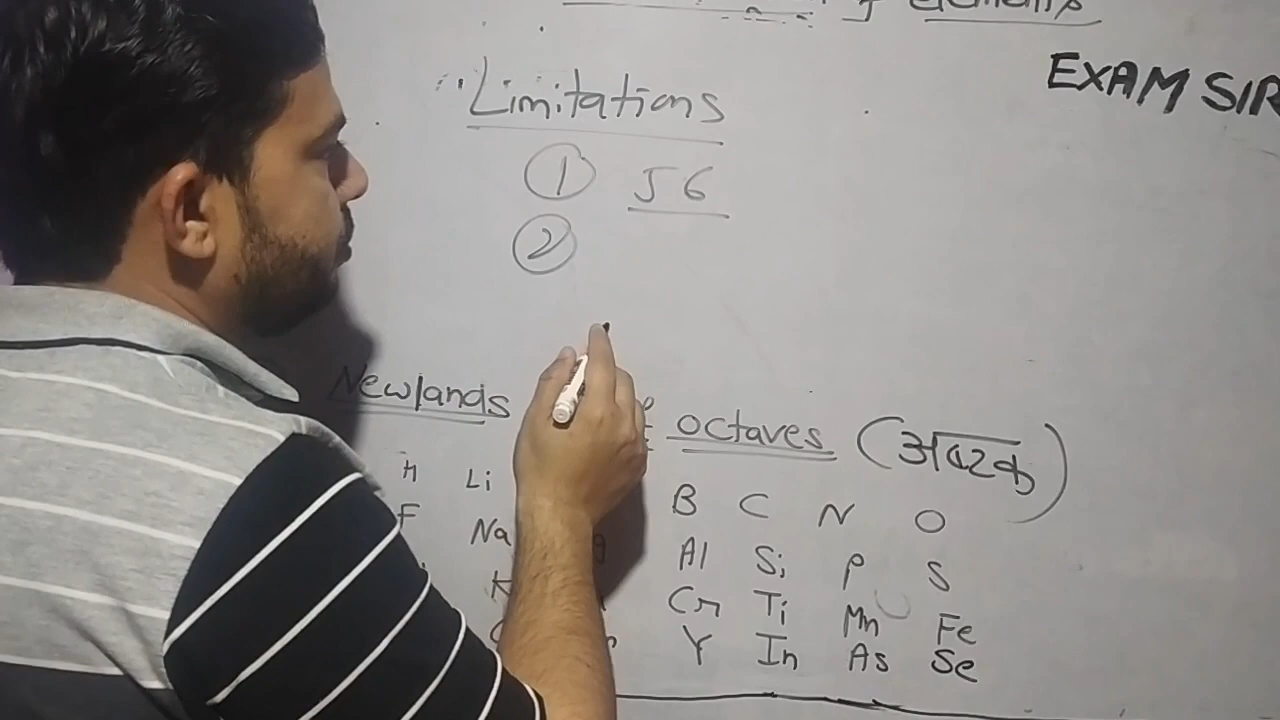 EXAM SIR
Limitations
① 56
②
Newlands octaves (अष्टक)
H Li B C N O
F Na Al Si P S
K Cr Ti Mn Fe
Y In As Se